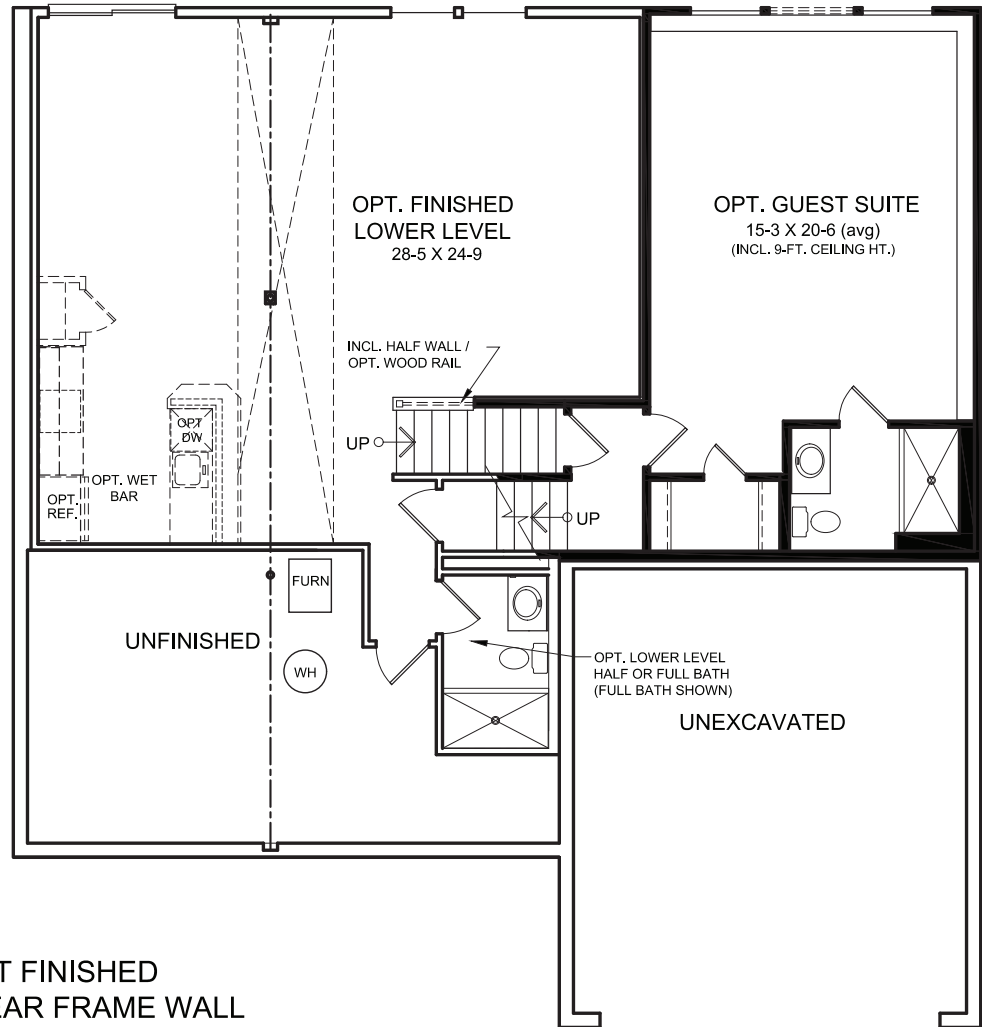 OPT. FINISHED
LOWER LEVEL
28-5 X 24-9
OPT. GUEST SUITE
15-3 X 20-6 (avg)
(INCL. 9-FT. CEILING HT.)
INCL. HALF WALL /
OPT. WOOD RAIL
UP
OPT
DW
OPT. WET
BAR
OPT.
REF.
UP
FURN
UNFINISHED
WH
OPT. LOWER LEVEL
HALF OR FULL BATH
(FULL BATH SHOWN)
UNEXCAVATED
FINISHED
FRAME WALL